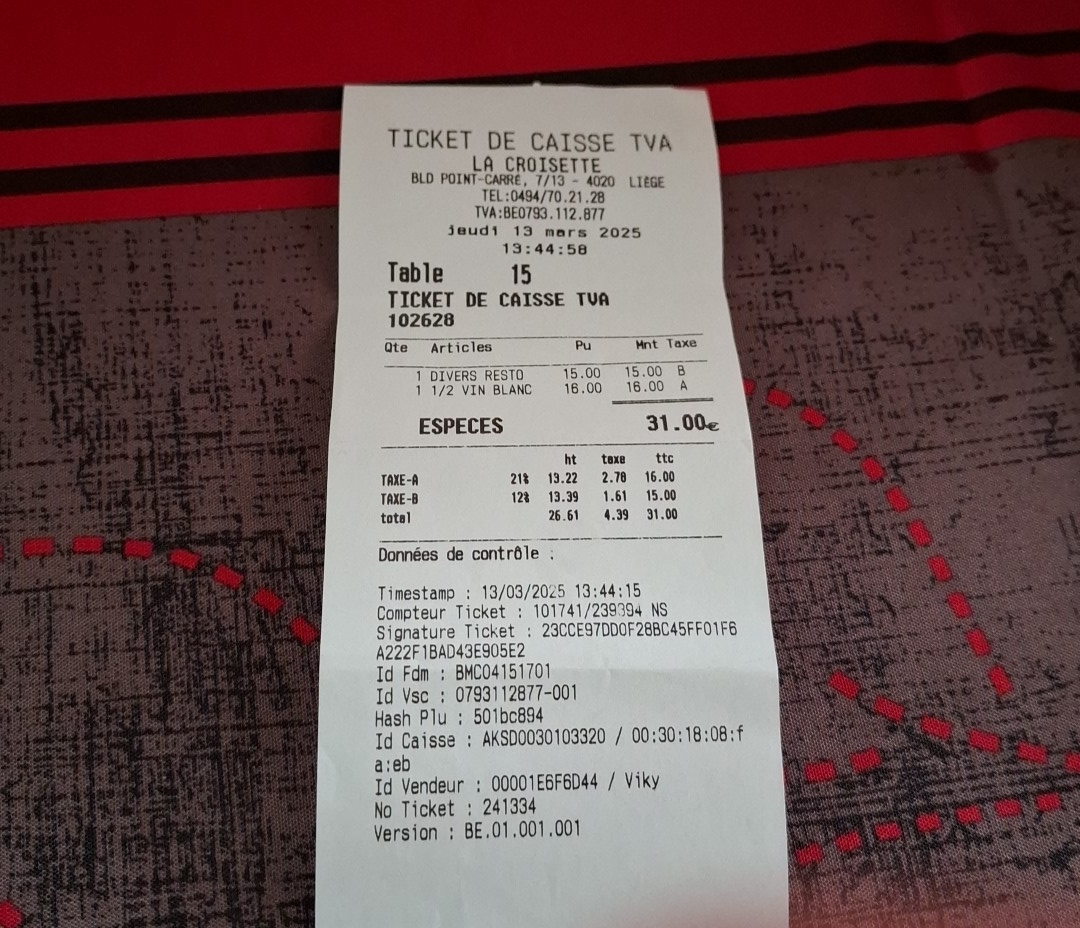 TICKET DE CAISSE TVA
LA CROISETTE
BLD POINT-CARRÉ, 7/13 - 4020 LIÈGE
TEL:0494/70.21.28
TVA:BE0793.112.877
jeudi 13 mars 2025
13:44:58
Table 15
TICKET DE CAISSE TVA
102628
Qte Articles Pu Mnt Taxe
1 DIVERS RESTO 15.00 15.00 B
1 1/2 VIN BLANC 16.00 16.00 A
ESPECES 31.00€
ht taxe ttc
TAXE-A 21% 13.22 2.78 16.00
TAXE-B 12% 13.39 1.61 15.00
total 26.61 4.39 31.00
Données de contrôle :
Timestamp : 13/03/2025 13:44:15
Compteur Ticket : 101741/239394 NS
Signature Ticket : 23CCE97DD0F28BC45FF01F6
A222F1BAD43E905E2
Id Fdm : BMC04151701
Id Vsc : 0793112877-001
Hash Plu : 501bc894
Id Caisse : AKSD0030103320 / 00:30:18:08:f
a:eb
Id Vendeur : 00001E6F6D44 / Viky
No Ticket : 241334
Version : BE.01.001.001